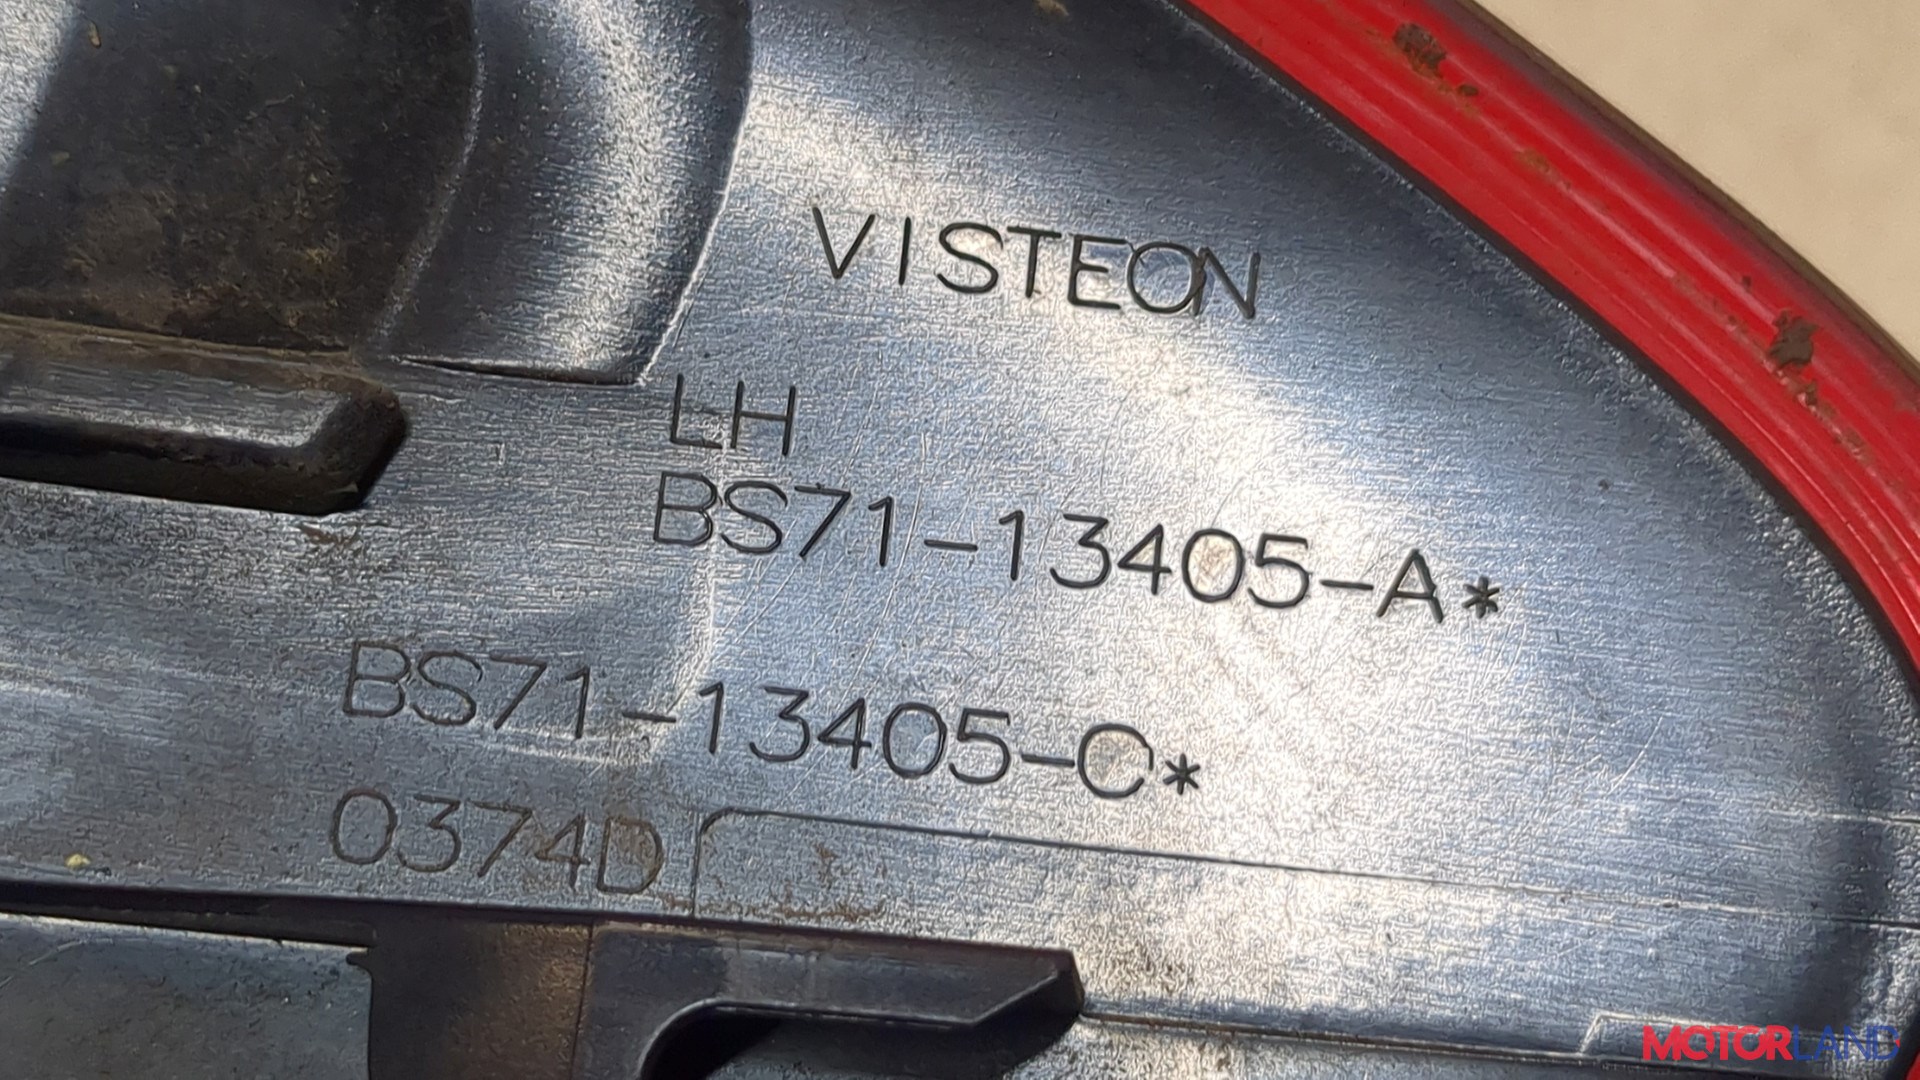 VISTEON
LH
BS71-13405-A*
BS71-13405-C*
0374D
MOTORLAND